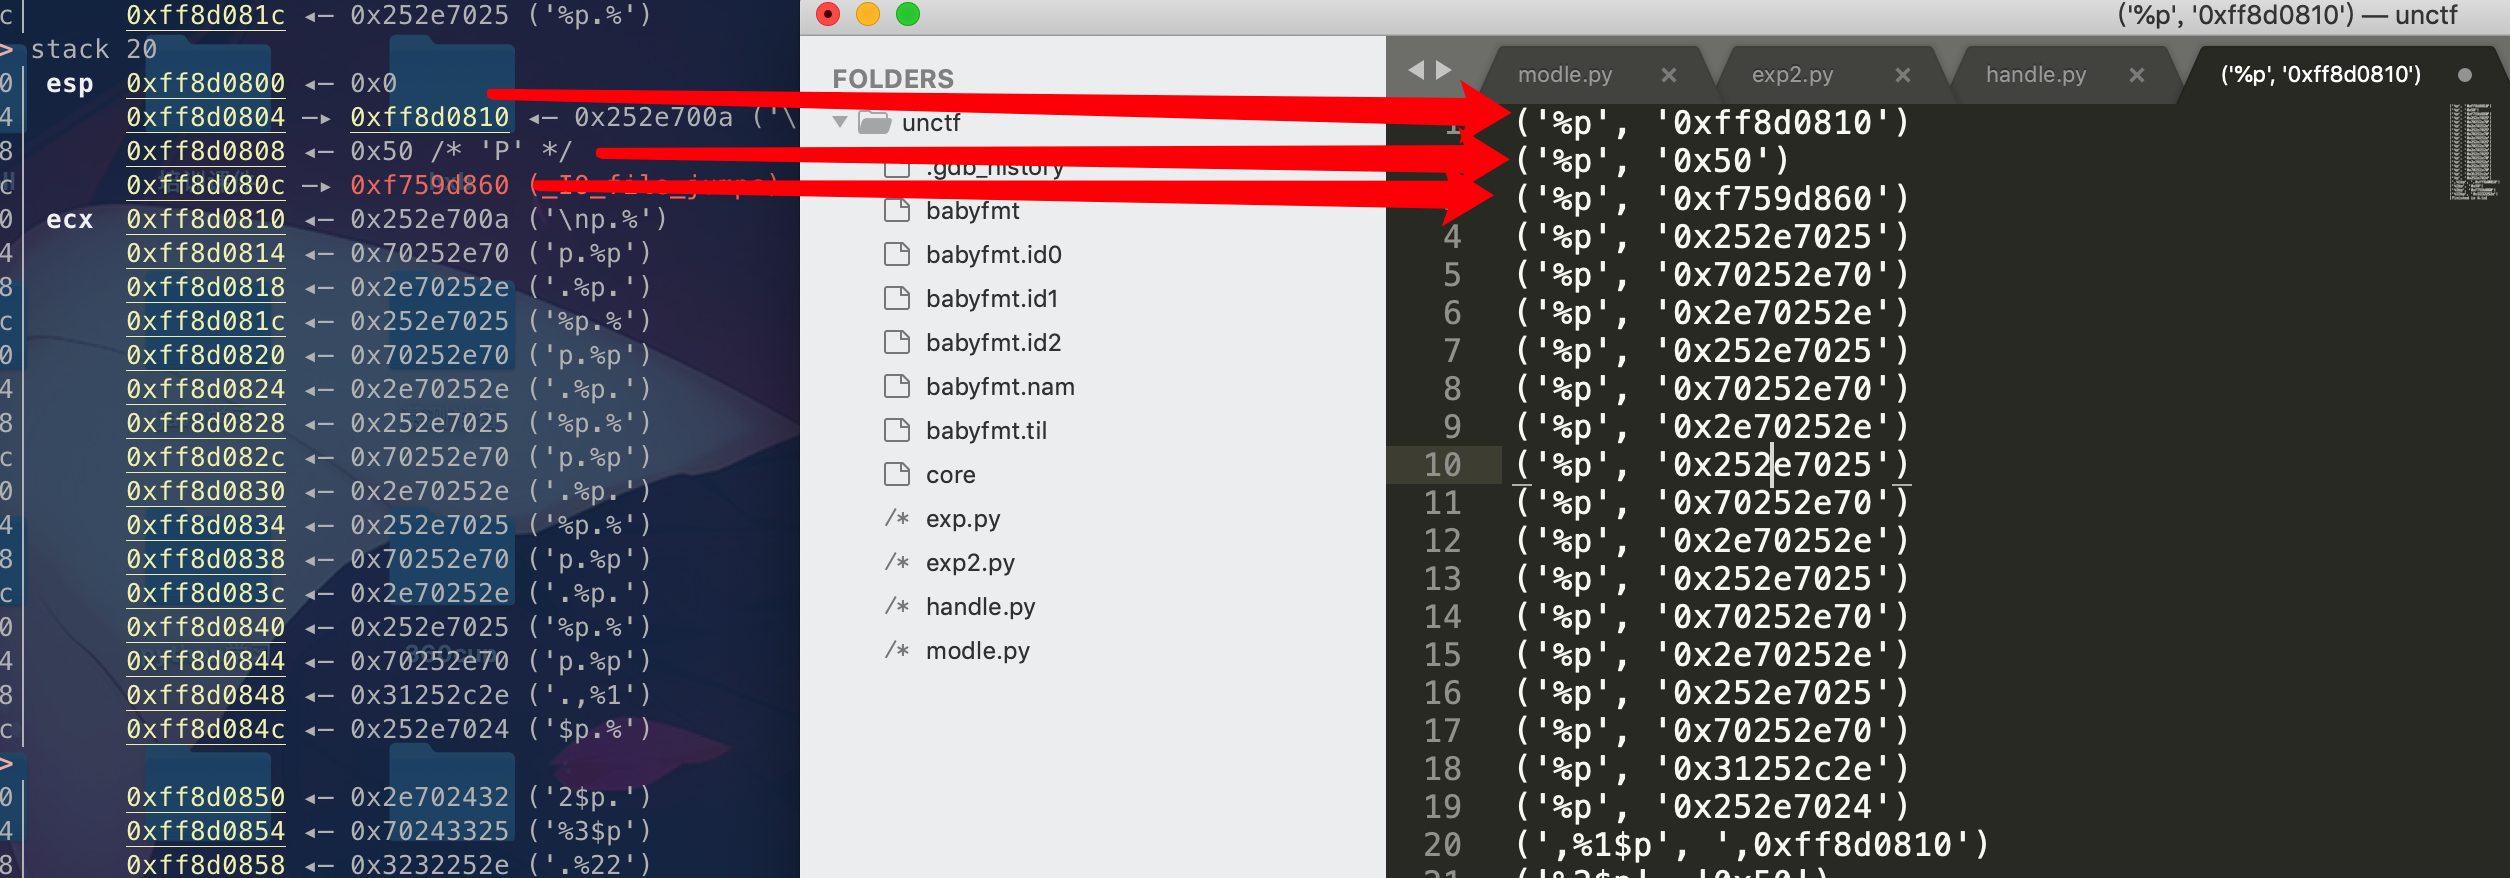 c 0xff8d081c ◂— 0x252e7025 ('%p.%')
> stack 20
0 esp 0xff8d0800 ◂— 0x0
4 0xff8d0804 —▸ 0xff8d0810 ◂— 0x252e700a ('\
8 0xff8d0808 ◂— 0x50 /* 'P' */
c 0xff8d080c —▸ 0xf759d860 (_IO_file_jumps)
0 ecx 0xff8d0810 ◂— 0x252e700a ('\np.%')
4 0xff8d0814 ◂— 0x70252e70 ('p.%p')
8 0xff8d0818 ◂— 0x2e70252e ('.%p.')
c 0xff8d081c ◂— 0x252e7025 ('%p.%')
0 0xff8d0820 ◂— 0x70252e70 ('p.%p')
4 0xff8d0824 ◂— 0x2e70252e ('.%p.')
8 0xff8d0828 ◂— 0x252e7025 ('%p.%')
c 0xff8d082c ◂— 0x70252e70 ('p.%p')
0 0xff8d0830 ◂— 0x2e70252e ('.%p.')
4 0xff8d0834 ◂— 0x252e7025 ('%p.%')
8 0xff8d0838 ◂— 0x70252e70 ('p.%p')
c 0xff8d083c ◂— 0x2e70252e ('.%p.')
0 0xff8d0840 ◂— 0x252e7025 ('%p.%')
4 0xff8d0844 ◂— 0x70252e70 ('p.%p')
8 0xff8d0848 ◂— 0x31252c2e ('.,%1')
c 0xff8d084c ◂— 0x252e7024 ('$p.%')
>
0 0xff8d0850 ◂— 0x2e702432 ('2$p.')
4 0xff8d0854 ◂— 0x70243325 ('%3$p')
8 0xff8d0858 ◂— 0x3232252e ('.%22')
('%p', '0xff8d0810') — unctf
FOLDERS
unctf
.gdb_history
babyfmt
babyfmt.id0
babyfmt.id1
babyfmt.id2
babyfmt.nam
babyfmt.til
core
/* exp.py
/* exp2.py
/* handle.py
/* modle.py
modle.py × exp2.py × handle.py × ('%p', '0xff8d0810')
1 ('%p', '0xff8d0810')
('%p', '0x50')
('%p', '0xf759d860')
4 ('%p', '0x252e7025')
5 ('%p', '0x70252e70')
6 ('%p', '0x2e70252e')
7 ('%p', '0x252e7025')
8 ('%p', '0x70252e70')
9 ('%p', '0x2e70252e')
10 ('%p', '0x252e7025')
11 ('%p', '0x70252e70')
12 ('%p', '0x2e70252e')
13 ('%p', '0x252e7025')
14 ('%p', '0x70252e70')
15 ('%p', '0x2e70252e')
16 ('%p', '0x252e7025')
17 ('%p', '0x70252e70')
18 ('%p', '0x31252c2e')
19 ('%p', '0x252e7024')
20 (',%1$p', ',0xff8d0810')
21 ('%2$p', '0x50')